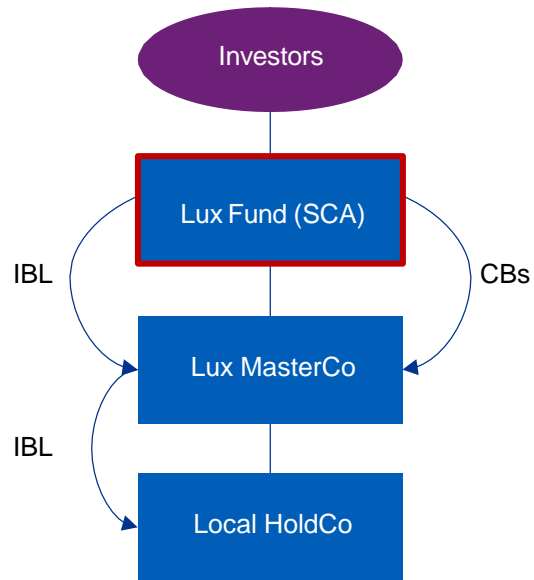 Investors
Lux Fund (SCA)
IBL
CBs
Lux MasterCo
IBL
Local HoldCo